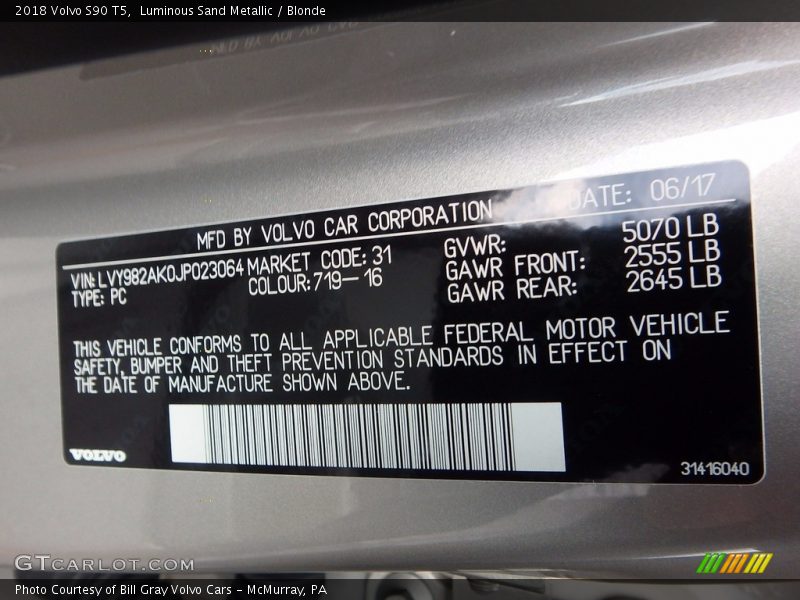 2018 Volvo S90 T5, Luminous Sand Metallic / Blonde
MFD BY VOLVO CAR CORPORATION DATE: 06/17
VIN: LVY982AK0JP023064 MARKET CODE: 31 GVWR: 5070 LB
TYPE: PC COLOUR: 719-16 GAWR FRONT: 2555 LB
GAWR REAR: 2645 LB
THIS VEHICLE CONFORMS TO ALL APPLICABLE FEDERAL MOTOR VEHICLE
SAFETY, BUMPER AND THEFT PREVENTION STANDARDS IN EFFECT ON
THE DATE OF MANUFACTURE SHOWN ABOVE.
VOLVO 31416040
GTCARLOT.COM
Photo Courtesy of Bill Gray Volvo Cars - McMurray, PA